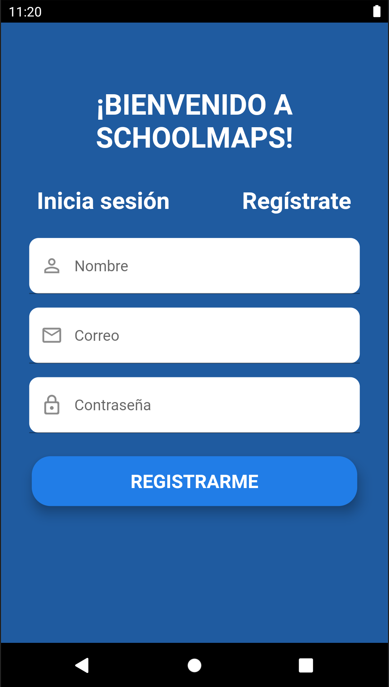 11:20
¡BIENVENIDO A
SCHOOLMAPS!
Inicia sesión Regístrate
Nombre
Correo
Contraseña
REGISTRARME